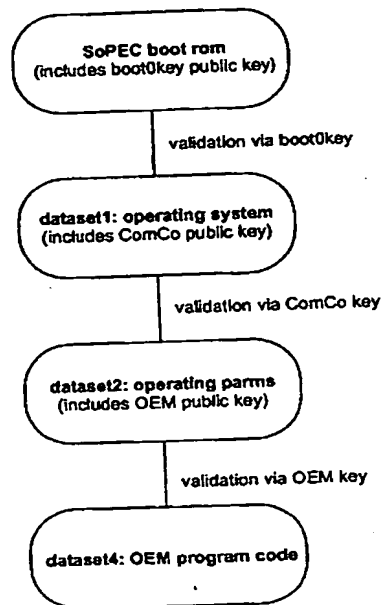 SoPEC boot rom
(includes boot0key public key)
validation via boot0key
dataset1: operating system
(includes ComCo public key)
validation via ComCo key
dataset2: operating parms
(includes OEM public key)
validation via OEM key
dataset4: OEM program code